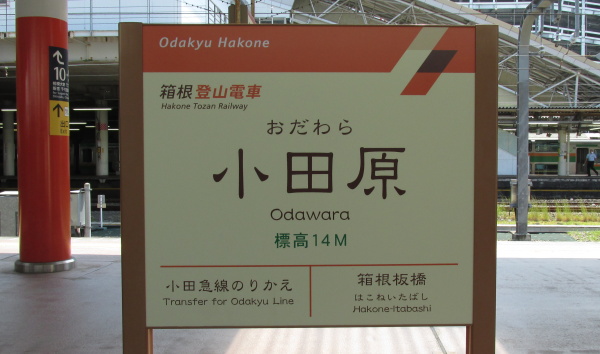 Odakyu Hakone
箱根登山電車
Hakone Tozan Railway
おだわら
小田原
Odawara
標高14M
小田急線のりかえ
Transfer for Odakyu Line
箱根板橋
はこねいたばし
Hakone-Itabashi
10